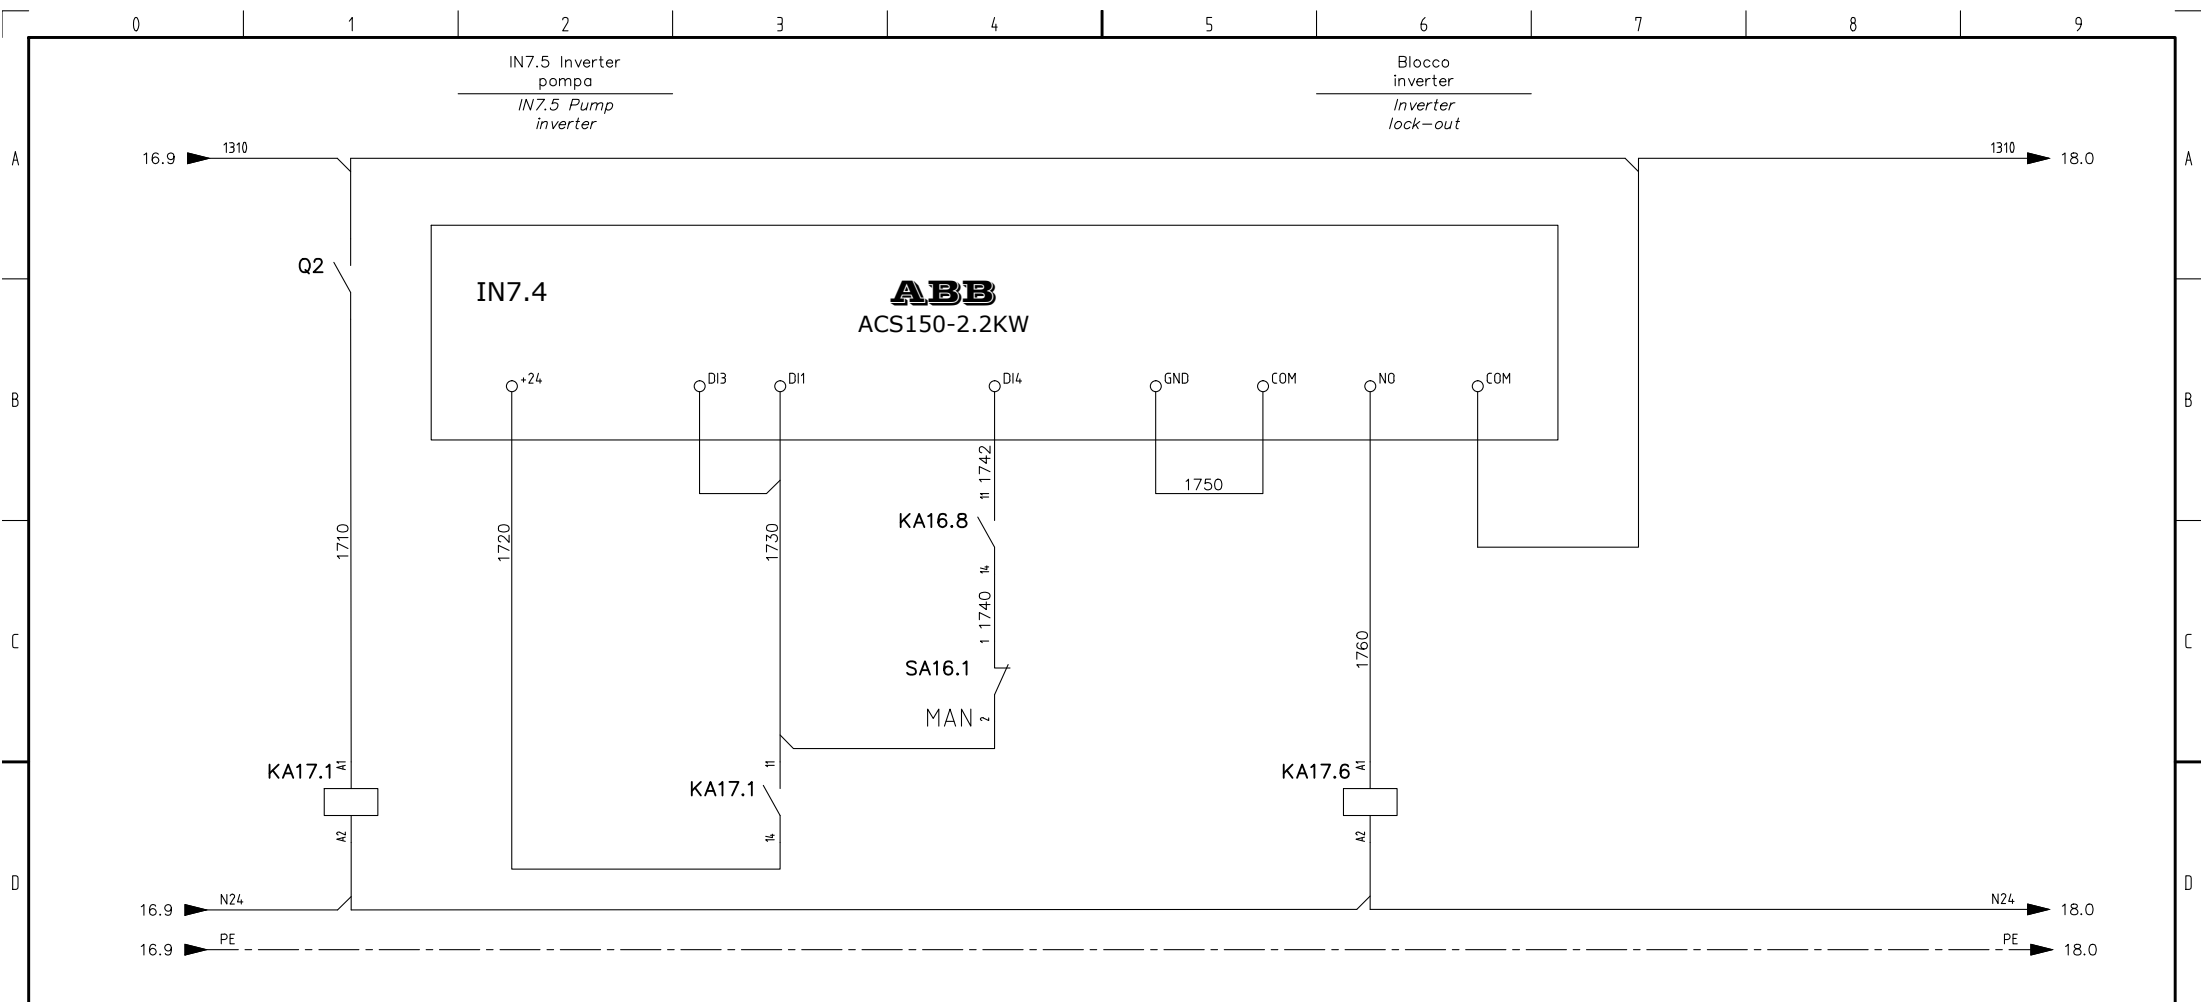 0 1 2 3 4 5 6 7 8 9
IN7.5 Inverter
pompa
IN7.5 Pump
inverter
Blocco
inverter
Inverter
lock-out
A 16.9 1310 1310 18.0 A
Q2
IN7.4
ABB
ACS150-2.2KW
+24 DI3 DI1 DI4 GND COM NO COM
B B
1742
11
1750
KA16.8
1710
1720
1730
14
1740
1
C C
SA16.1
1760
MAN 2
KA17.1 A1
11
KA17.6 A1
KA17.1
A2
14
A2
D D
16.9 N24 N24 18.0
16.9 PE PE 18.0